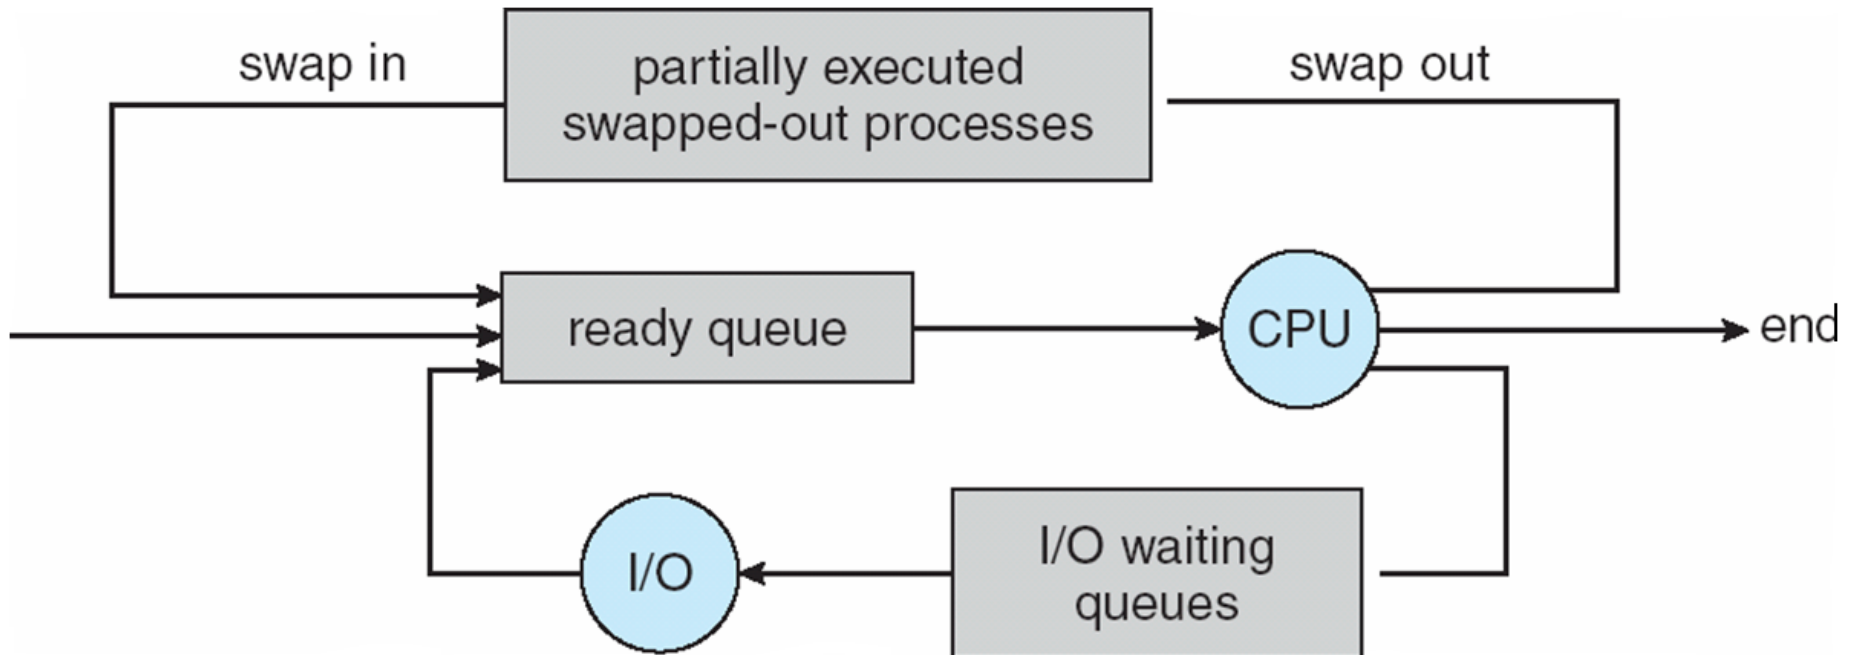 swap in
partially executed
swapped-out processes
swap out
ready queue
CPU
end
I/O
I/O waiting
queues